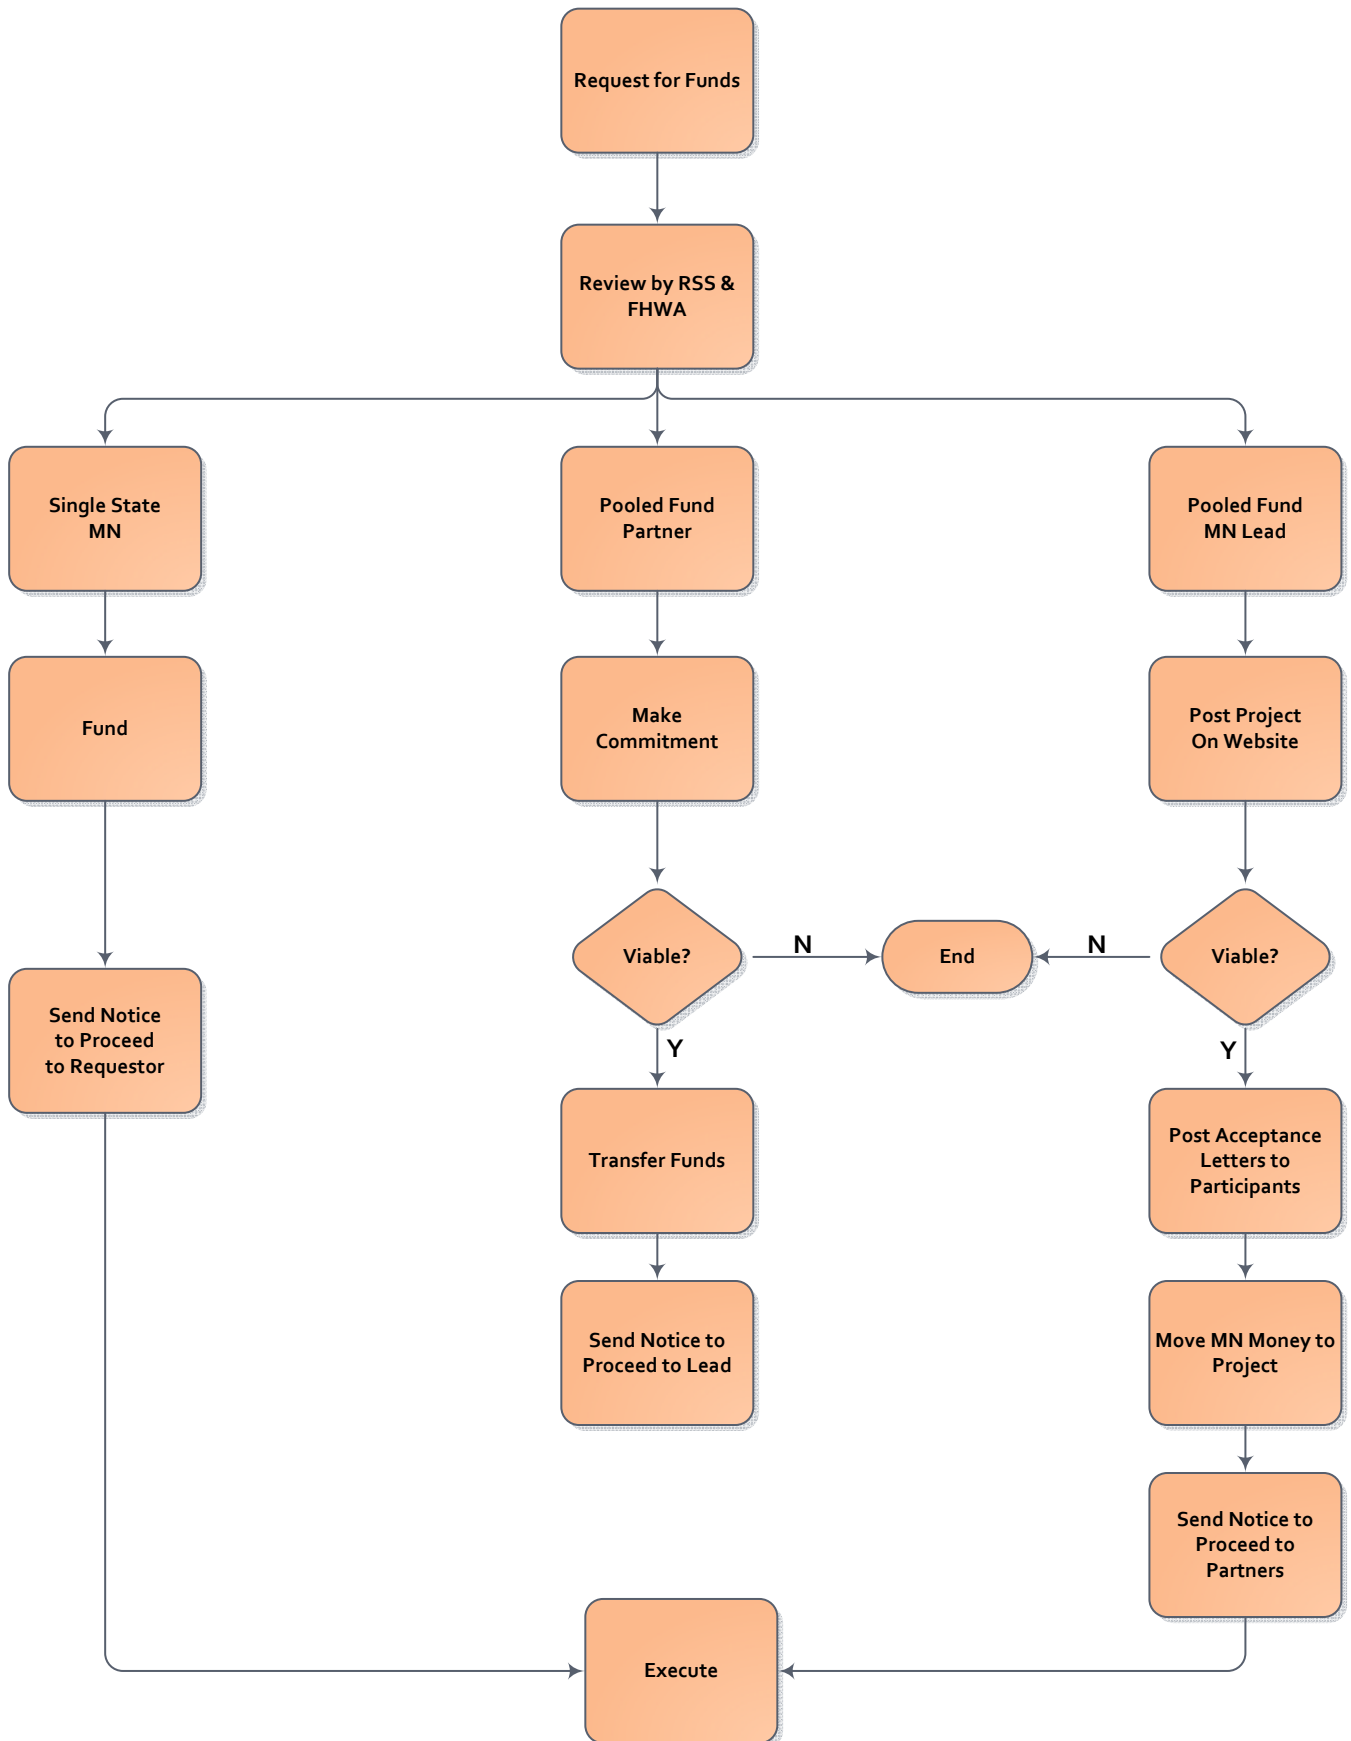 Request for Funds
Review by RSS &
FHWA
Single State
MN
Pooled Fund
Partner
Pooled Fund
MN Lead
Fund
Make
Commitment
Post Project
On Website
Viable?
N
End
N
Viable?
Send Notice
to Proceed
to Requestor
Y
Y
Transfer Funds
Post Acceptance
Letters to
Participants
Send Notice to
Proceed to Lead
Move MN Money to
Project
Send Notice to
Proceed to
Partners
Execute